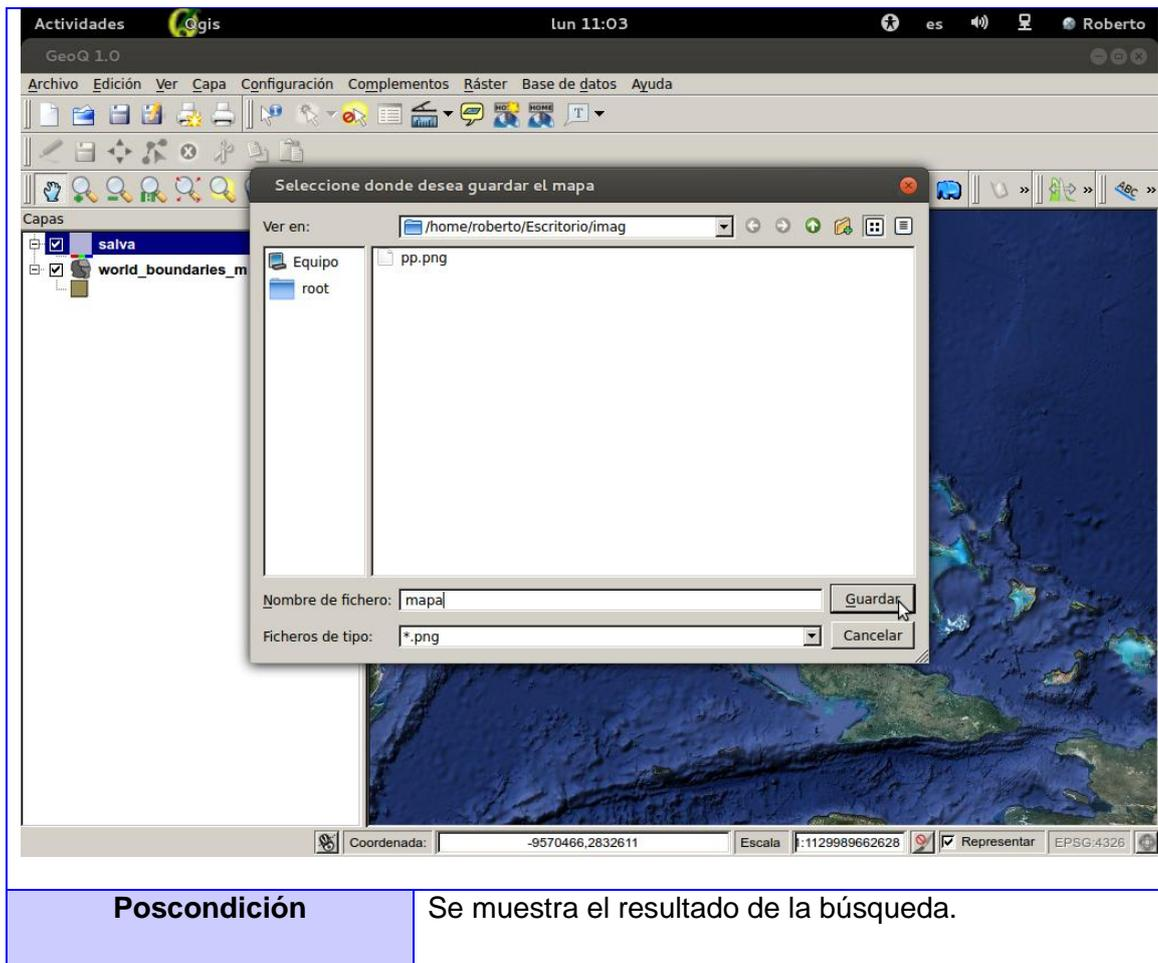 Actividades Qgis lun 11:03 es Roberto
GeoQ 1.0
Archivo Edición Ver Capa Configuración Complementos Ráster Base de datos Ayuda
Seleccione donde desea guardar el mapa
Capas
Ver en: /home/roberto/Escritorio/imag
salva
Equipo pp.png
world_boundaries_m
root
Nombre de fichero: mapa Guardar
Ficheros de tipo: *.png Cancelar
Coordenada: -9570466,2832611 Escala 1:1129989662628 Representar EPSG:4326
Poscondición Se muestra el resultado de la búsqueda.